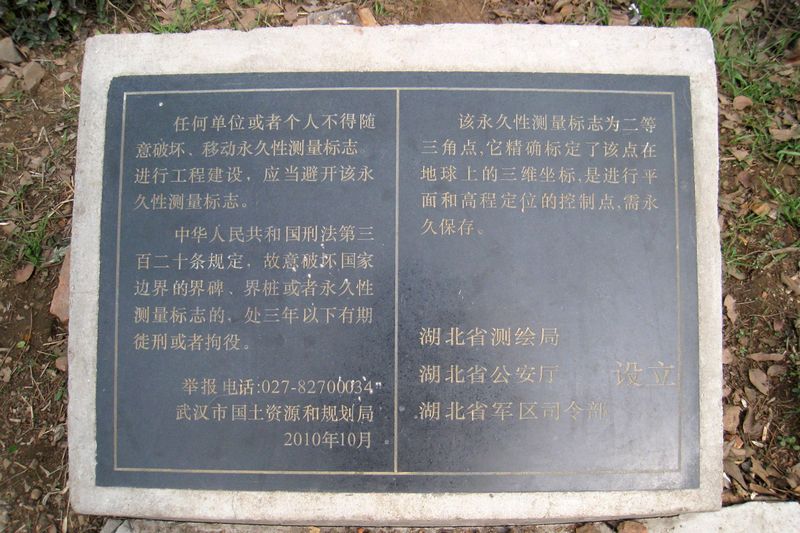 任何单位或者个人不得随
意破坏、移动永久性测量标志
进行工程建设，应当避开该永
久性测量标志。
中华人民共和国刑法第三
百二十条规定，故意破坏国家
边界的界碑、界桩或者永久性
测量标志的，处三年以下有期
徒刑或者拘役。
举报电话:027-82700034
武汉市国土资源和规划局
2010年10月
该永久性测量标志为二等
三角点,它精确标定了该点在
地球上的三维坐标,是进行平
面和高程定位的控制点,需永
久保存。
湖北省测绘局
湖北省公安厅 设立
湖北省军区司令部